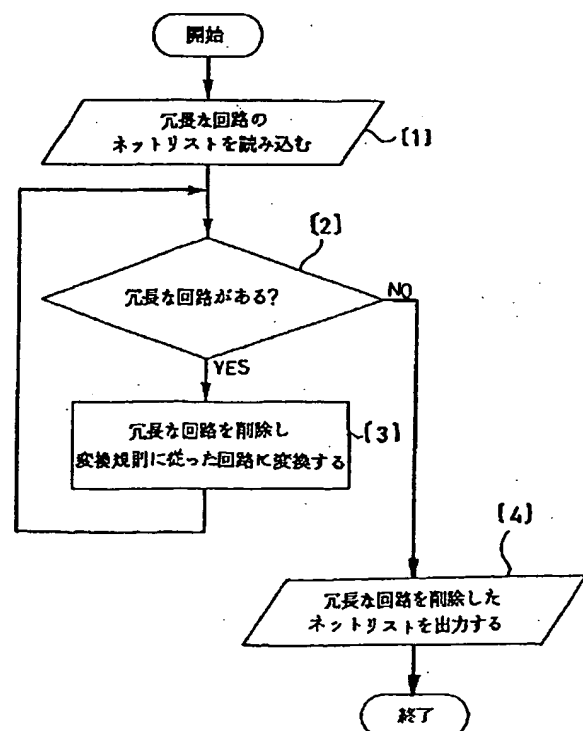 開始
冗長な回路の
ネットリストを読み込む
[1]
[2]
冗長な回路がある?
NO
YES
冗長な回路を削除し
変換規則に従った回路に変換する
[3]
[4]
冗長な回路を削除した
ネットリストを出力する
終了